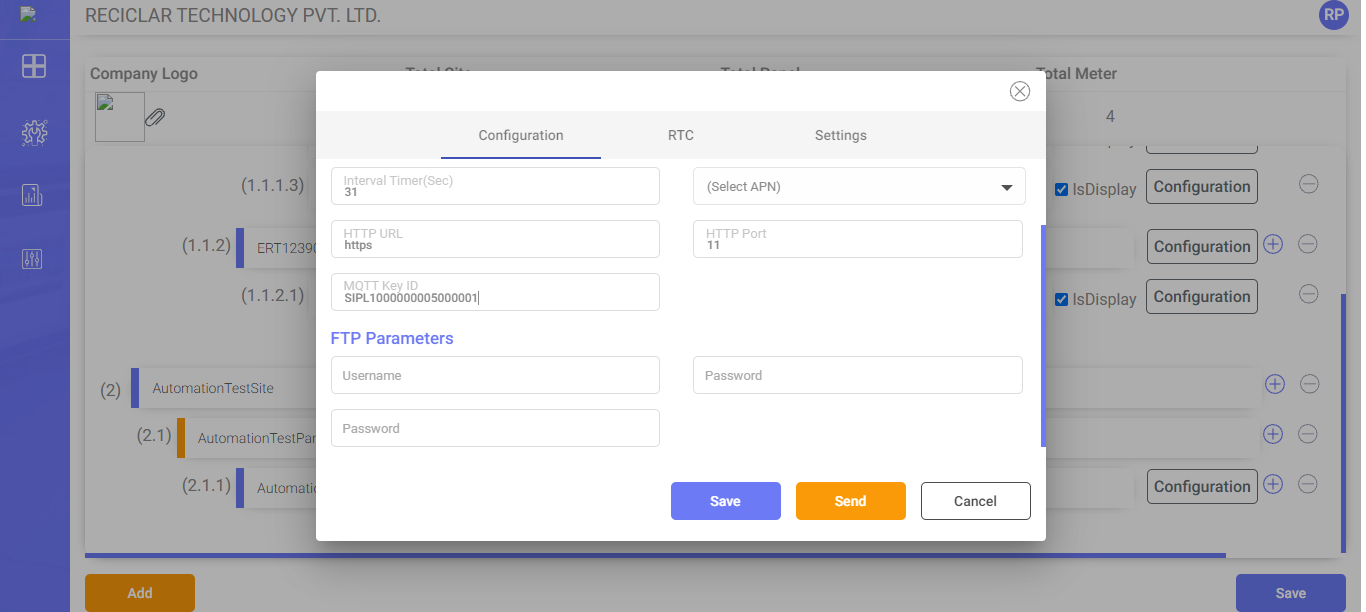 RECICLAR TECHNOLOGY PVT. LTD.
RP
Company Logo
Total Site
Total Panel
Total Meter
4
Configuration
RTC
Settings
Interval Timer(Sec)
31
(Select APN)
HTTP URL
https
HTTP Port
11
MQTT Key ID
SIPL1000000005000001
FTP Parameters
Username
Password
Password
Save
Send
Cancel
(1.1.1.3)
IsDisplay
Configuration
(1.1.2)
ERT1239
Configuration
(1.1.2.1)
IsDisplay
Configuration
(2)
AutomationTestSite
(2.1)
AutomationTestPar
(2.1.1)
Automati
Configuration
Add
Save